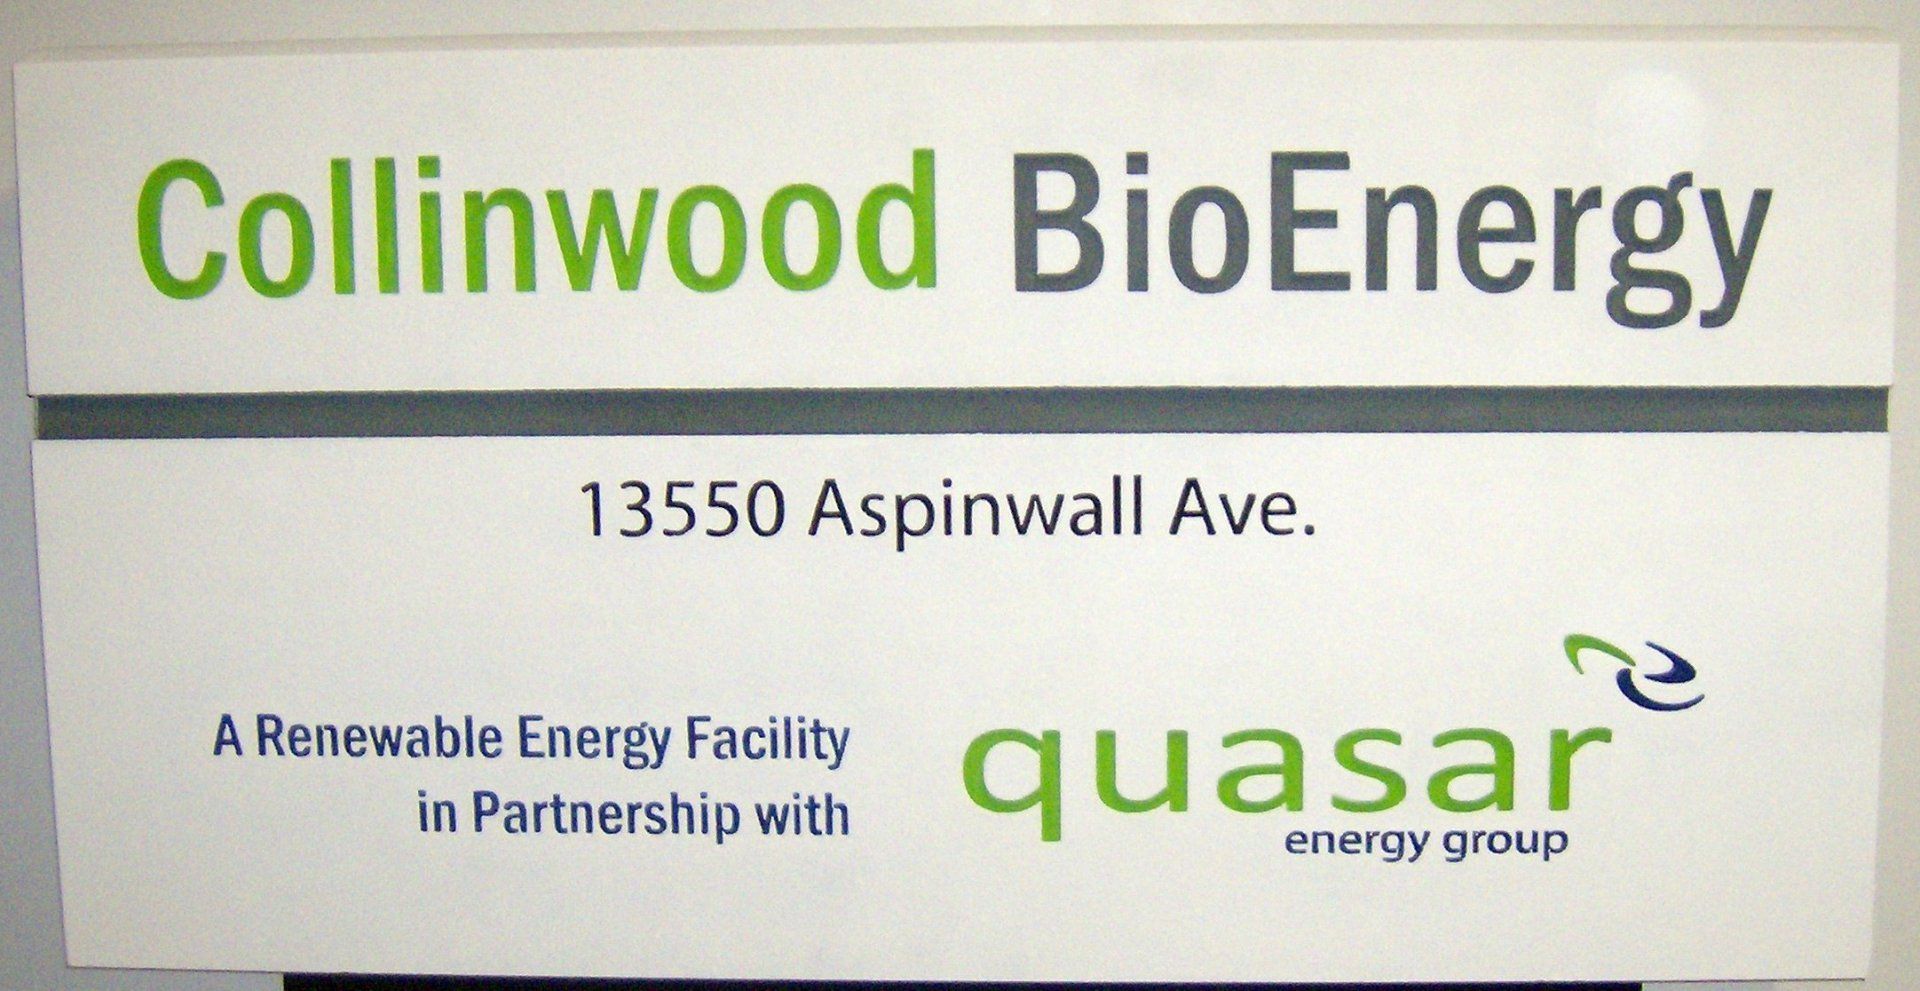 Collinwood BioEnergy
13550 Aspinwall Ave.
A Renewable Energy Facility
in Partnership with
quasar
energy group